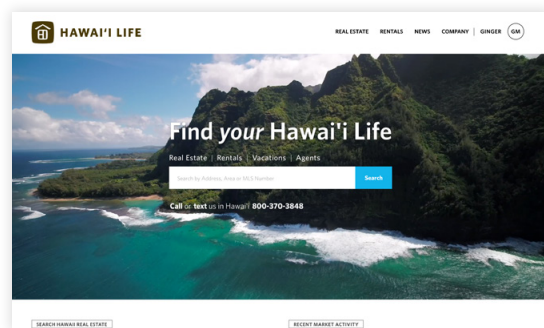 HAWAI'I LIFE
REAL ESTATE RENTALS NEWS COMPANY | GINGER GM
Find your Hawai'i Life
Real Estate | Rentals | Vacations | Agents
Search by Address, Area or MLS Number Search
Call or text us in Hawai'i 800-370-3848
SEARCH HAWAII REAL ESTATE RECENT MARKET ACTIVITY